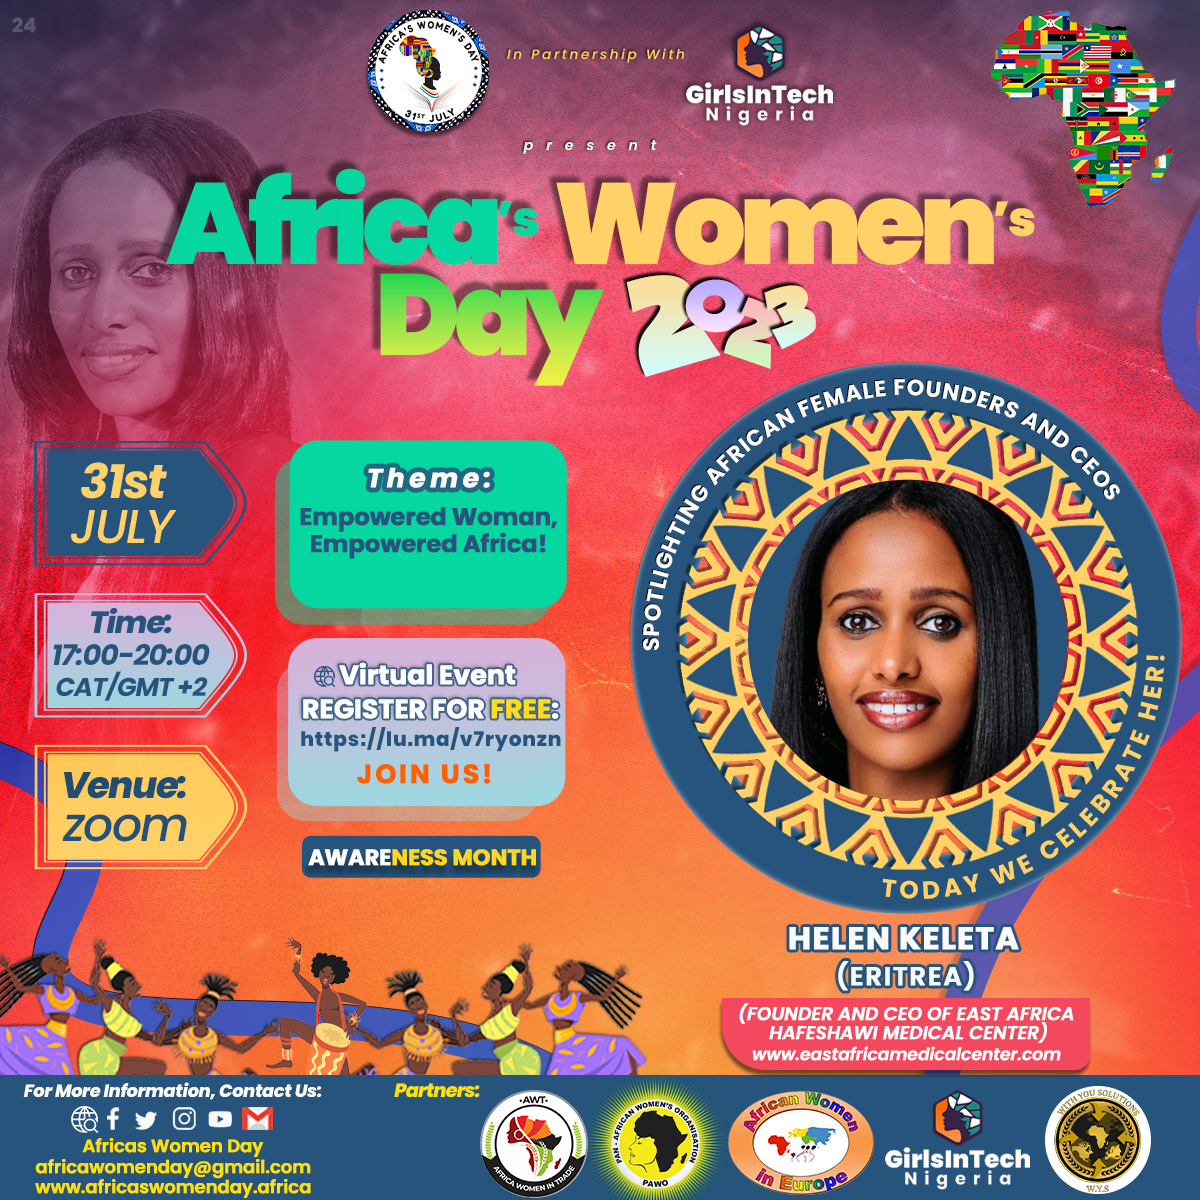 24
AFRICA'S WOMEN'S DAY
31ST JULY
In Partnership With
GirlsInTech
Nigeria
present
Africa's Women's
Day 2023
SPOTLIGHTING AFRICAN FEMALE FOUNDERS AND CEOS
TODAY WE CELEBRATE HER!
31st
JULY
Time:
17:00-20:00
CAT/GMT +2
Venue:
zoom
Theme:
Empowered Woman,
Empowered Africa!
Virtual Event
REGISTER FOR FREE:
https://lu.ma/v7ryonzn
JOIN US!
AWARENESS MONTH
HELEN KELETA
(ERITREA)
(FOUNDER AND CEO OF EAST AFRICA
HAFESHAWI MEDICAL CENTER)
www.eastafricamedicalcenter.com
For More Information, Contact Us:
Africas Women Day
africawomenday@gmail.com
www.africaswomenday.africa
Partners:
·AWT·
AFRICA WOMEN IN TRADE
PAN - AFRICAN WOMEN'S ORGANISATION
PAWO
African Women
in Europe
GirlsInTech
Nigeria
WITH YOU SOLUTIONS
W.Y.S